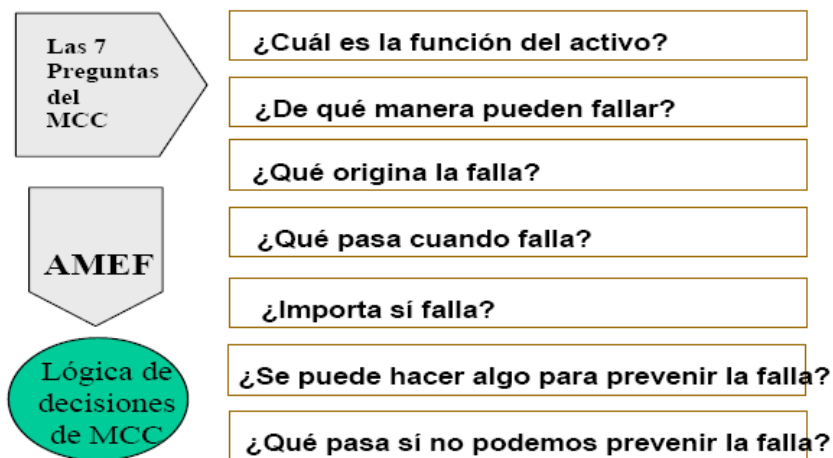 Las 7
Preguntas
del
MCC
¿Cuál es la función del activo?
¿De qué manera pueden fallar?
¿Qué origina la falla?
AMEF
¿Qué pasa cuando falla?
¿Importa sí falla?
Lógica de
decisiones
de MCC
¿Se puede hacer algo para prevenir la falla?
¿Qué pasa sí no podemos prevenir la falla?